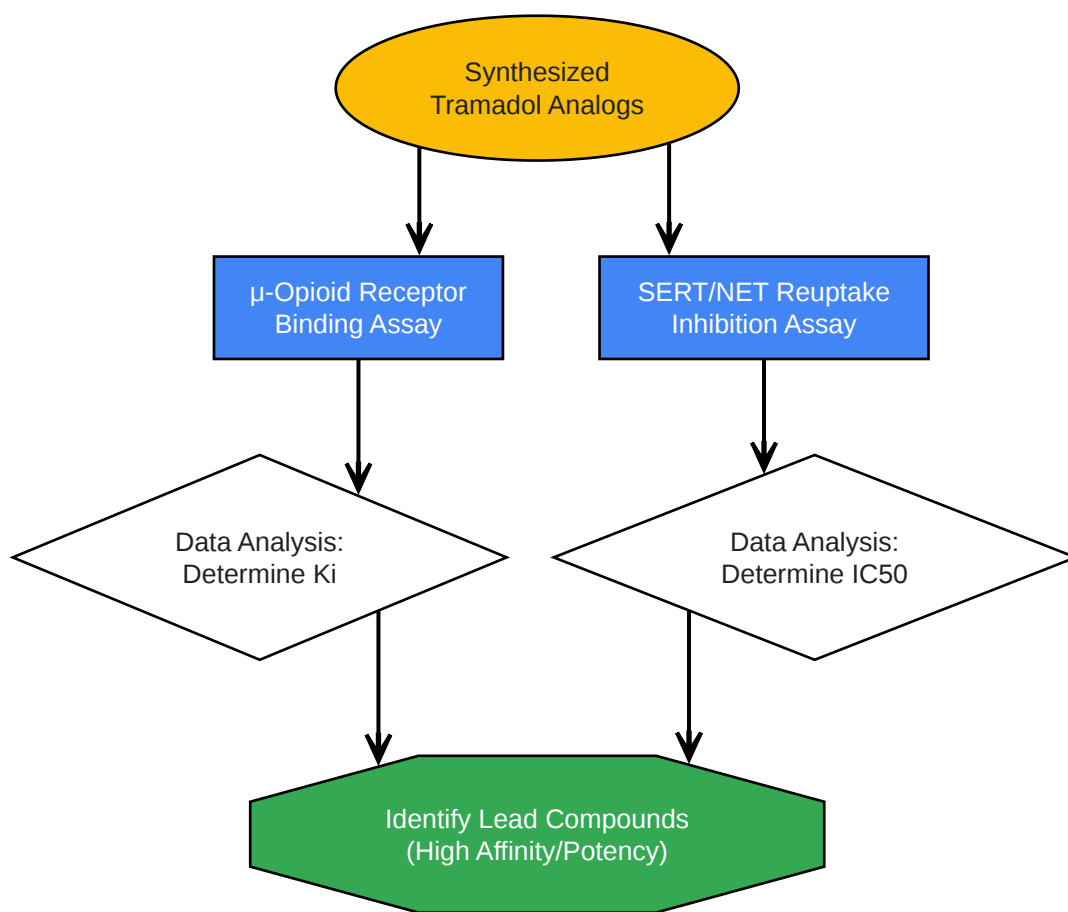 Synthesized
Tramadol Analogs
μ-Opioid Receptor
Binding Assay
SERT/NET Reuptake
Inhibition Assay
Data Analysis:
Determine Ki
Data Analysis:
Determine IC50
Identify Lead Compounds
(High Affinity/Potency)